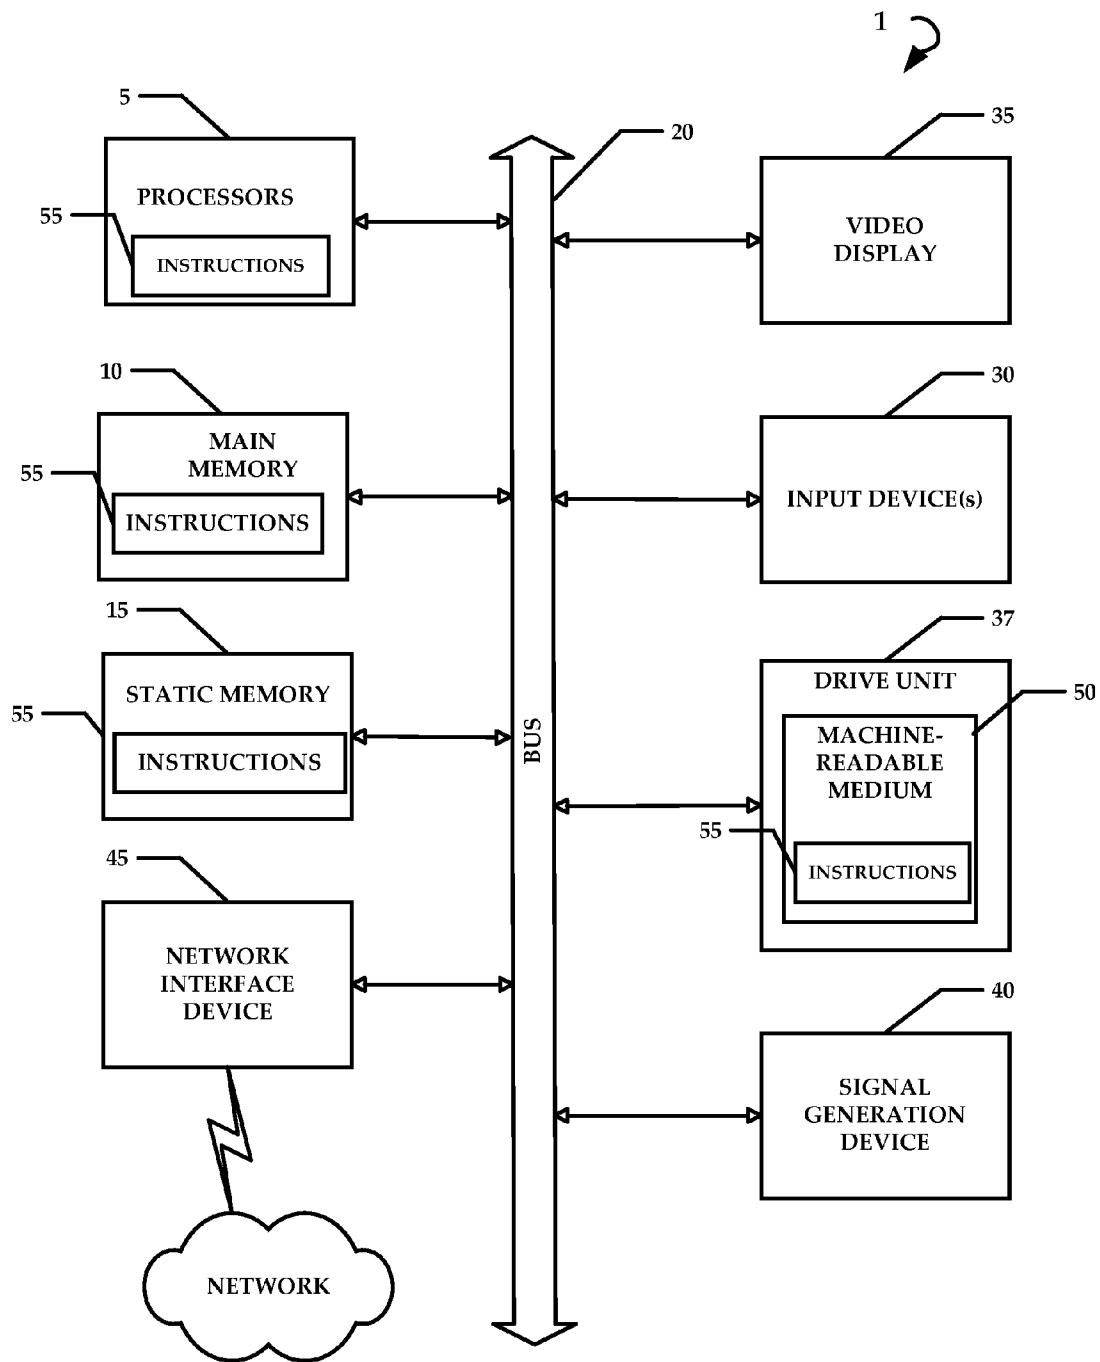 1
5
PROCESSORS
55
INSTRUCTIONS
10
MAIN
MEMORY
55
INSTRUCTIONS
15
STATIC MEMORY
55
INSTRUCTIONS
45
NETWORK
INTERFACE
DEVICE
NETWORK
20
BUS
35
VIDEO
DISPLAY
30
INPUT DEVICE(s)
37
DRIVE UNIT
50
MACHINE-
READABLE
MEDIUM
55
INSTRUCTIONS
40
SIGNAL
GENERATION
DEVICE